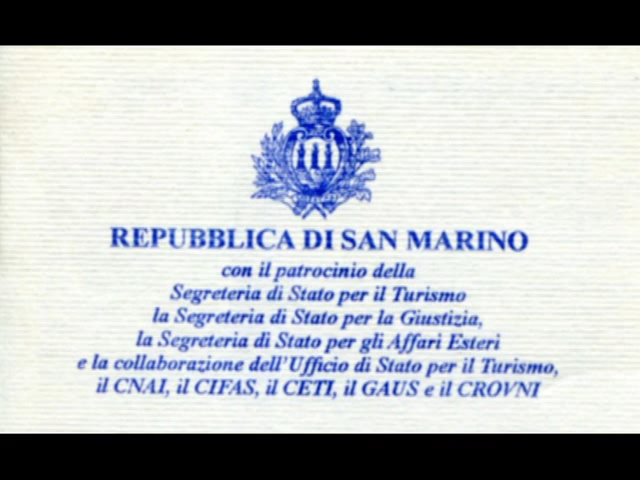 REPUBBLICA DI SAN MARINO
con il patrocinio della
Segreteria di Stato per il Turismo
la Segreteria di Stato per la Giustizia,
la Segreteria di Stato per gli Affari Esteri
e la collaborazione dell'Ufficio di Stato per il Turismo,
il CNAI, il CIFAS, il CETI, il GAUS e il CROVNI